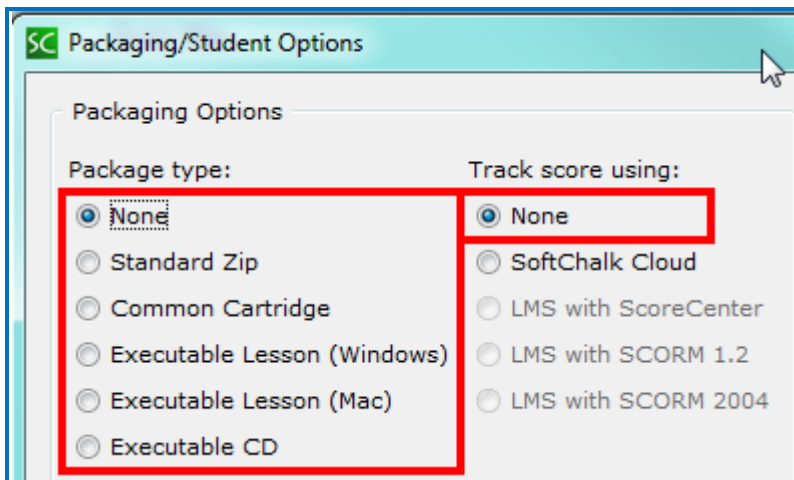 SC Packaging/Student Options
Packaging Options
Package type:
None
Standard Zip
Common Cartridge
Executable Lesson (Windows)
Executable Lesson (Mac)
Executable CD
Track score using:
None
SoftChalk Cloud
LMS with ScoreCenter
LMS with SCORM 1.2
LMS with SCORM 2004